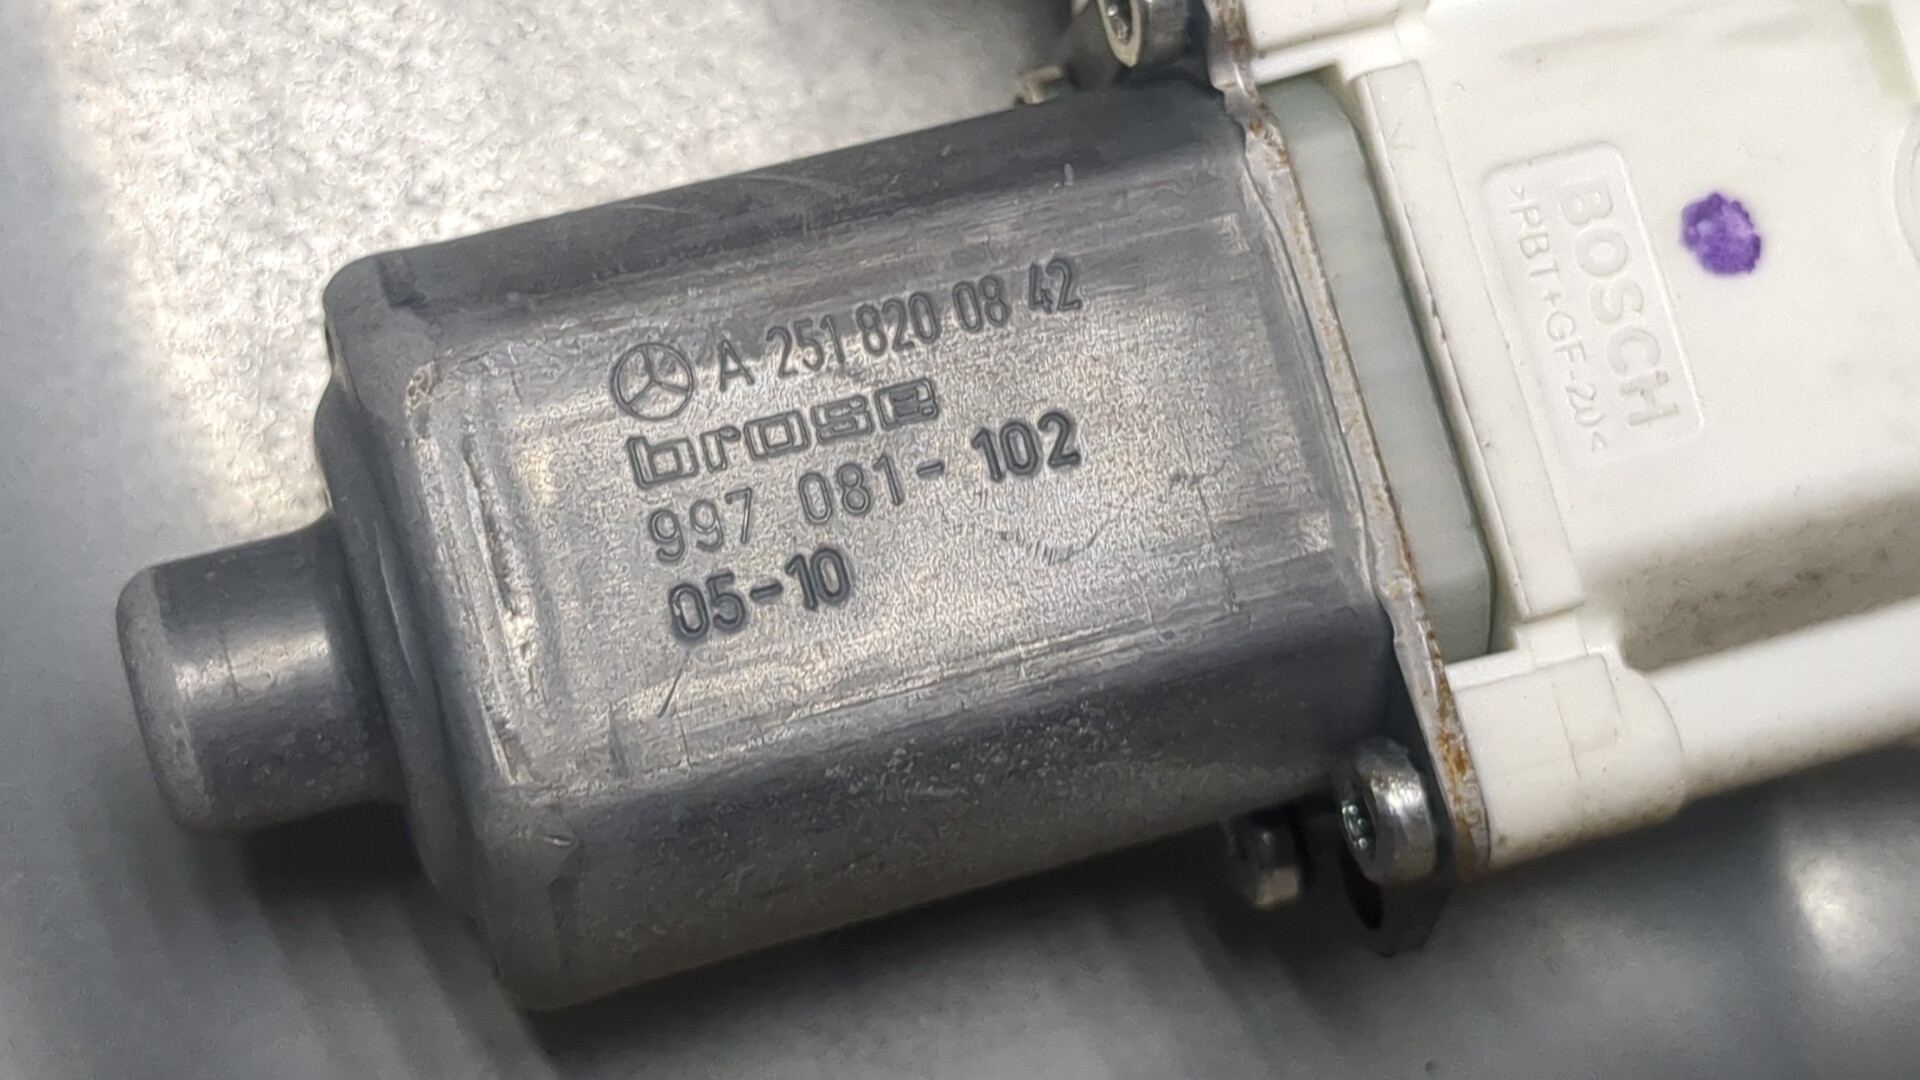 A 251 820 08 42
brose
997 081-102
05-10
BOSCH
>PBT+GF-20<